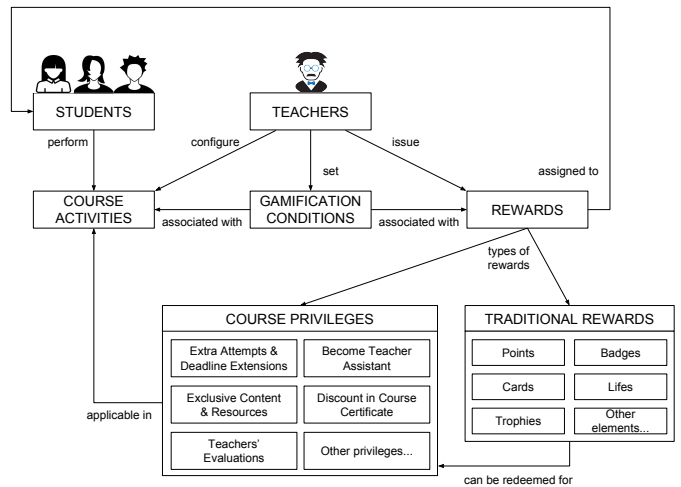 STUDENTS
TEACHERS
perform
configure
issue
set
assigned to
COURSE
ACTIVITIES
associated with
GAMIFICATION
CONDITIONS
associated with
REWARDS
types of
rewards
COURSE PRIVILEGES
Extra Attempts &
Deadline Extensions
Become Teacher
Assistant
Exclusive Content
& Resources
Discount in Course
Certificate
Teachers'
Evaluations
Other privileges...
TRADITIONAL REWARDS
Points
Badges
Cards
Lifes
Trophies
Other
elements...
applicable in
can be redeemed for